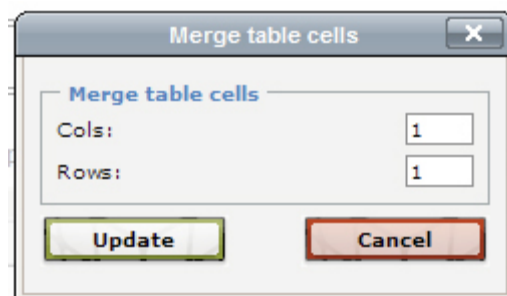 Merge table cells
Merge table cells
Cols: 1
Rows: 1
Update Cancel